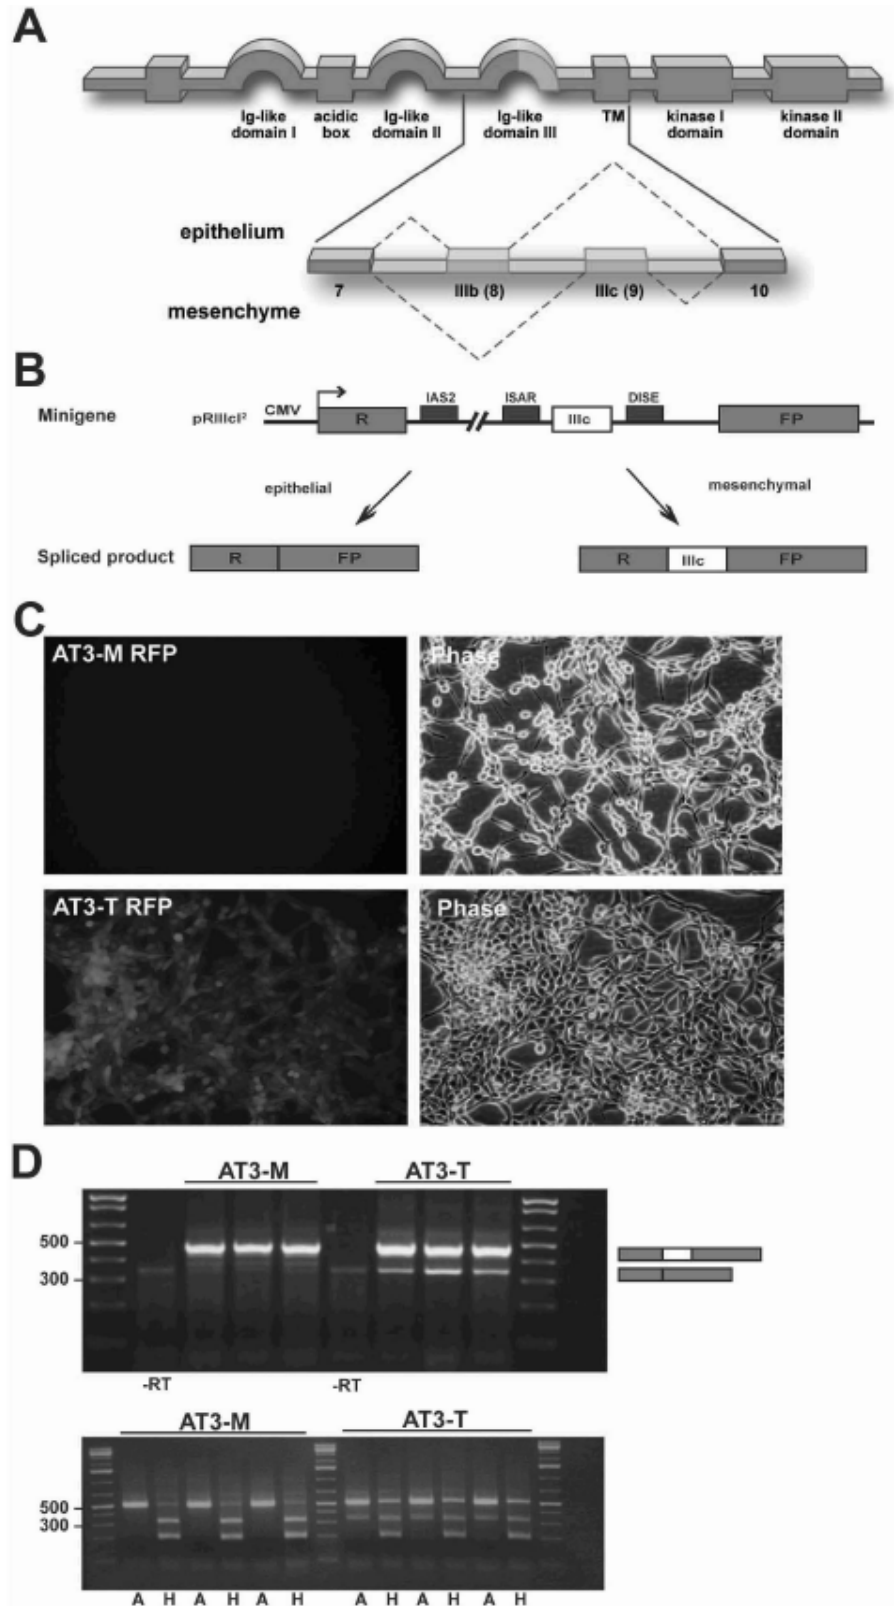 A
Ig-like domain I
acidic box
Ig-like domain II
Ig-like domain III
TM
kinase I domain
kinase II domain
epithelium
7 IIIb (8) IIIc (9) 10
mesenchyme
B
Minigene pRIIIcI² CMV R IAS2 ISAR IIIc DISE FP
epithelial mesenchymal
Spliced product R FP R IIIc FP
C
AT3-M RFP Phase
AT3-T RFP Phase
D
AT3-M AT3-T
500
300
-RT -RT
AT3-M AT3-T
500
300
A H A H A H A H A H A H